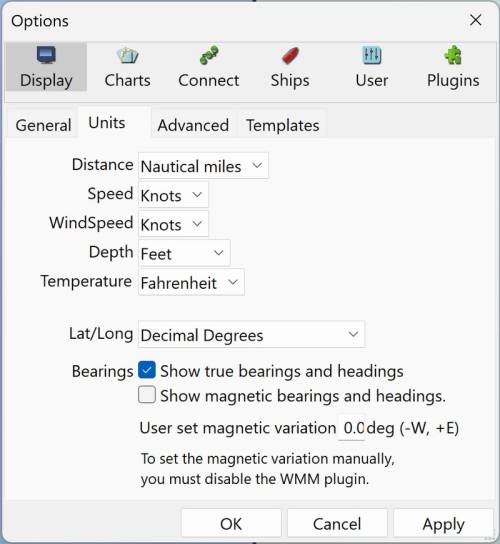 Options
Display Charts Connect Ships User Plugins
General Units Advanced Templates
Distance Nautical miles
Speed Knots
WindSpeed Knots
Depth Feet
Temperature Fahrenheit
Lat/Long Decimal Degrees
Bearings Show true bearings and headings
Show magnetic bearings and headings.
User set magnetic variation 0.0 deg (-W, +E)
To set the magnetic variation manually,
you must disable the WMM plugin.
OK Cancel Apply